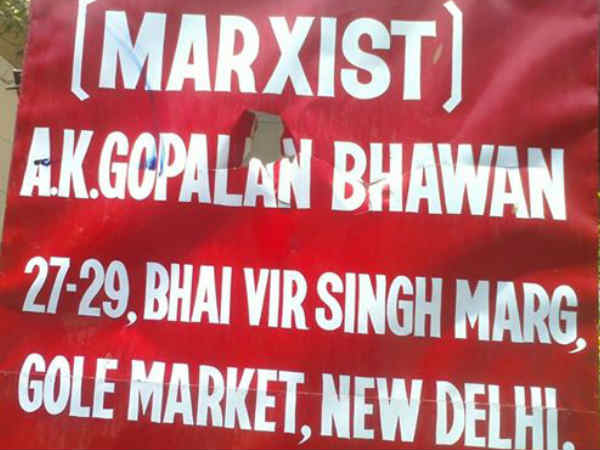 (MARXIST)
A.K.GOPALAN BHAWAN
27-29, BHAI VIR SINGH MARG,
GOLE MARKET, NEW DELHI.